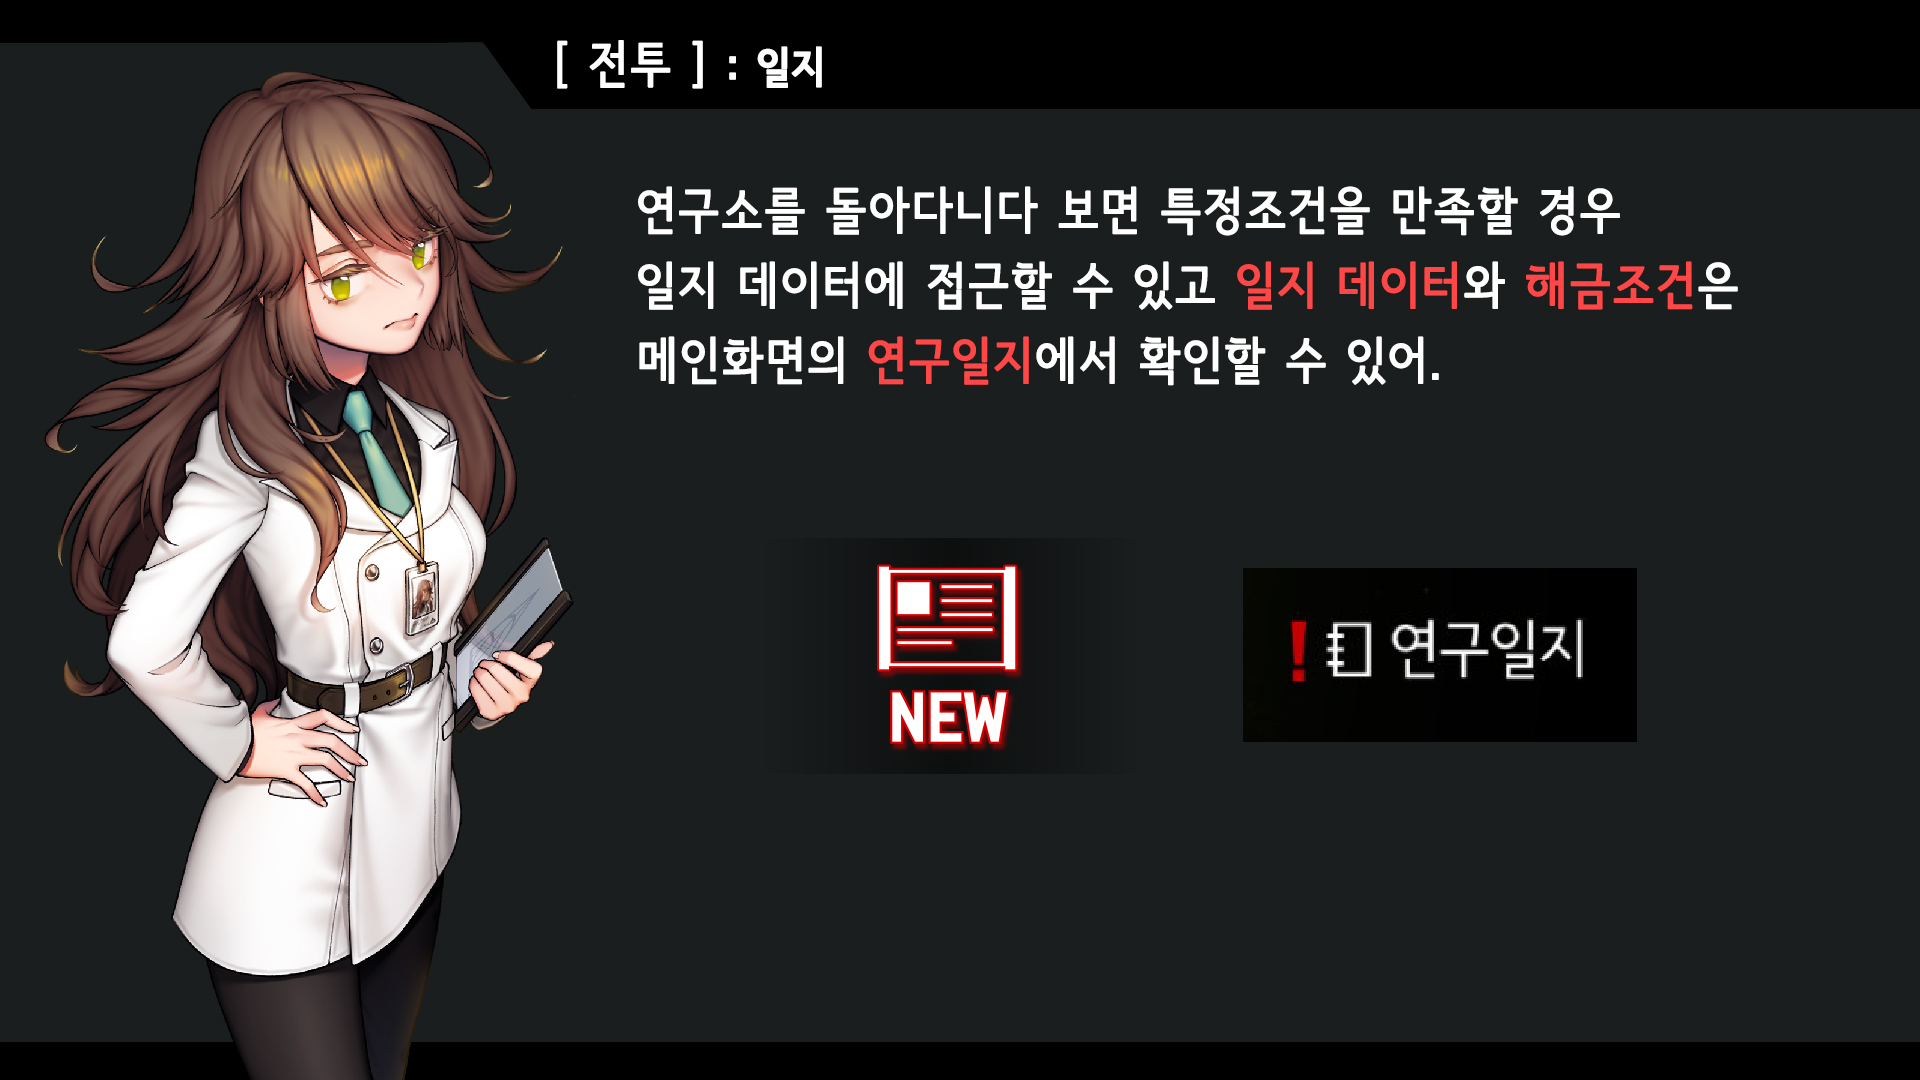 [ 전투 ] : 일지
연구소를 돌아다니다 보면 특정조건을 만족할 경우
일지 데이터에 접근할 수 있고 일지 데이터와 해금조건은
메인화면의 연구일지에서 확인할 수 있어.
NEW
! 연구일지